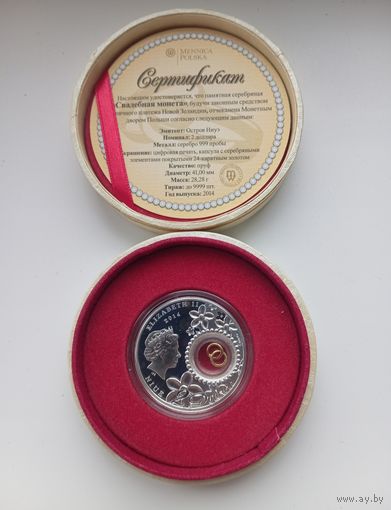 MENNICA
POLSKA
Сертификат
Настоящим удостоверяется, что памятная серебряная
«Свадебная монета», будучи законным средством
личного платежа Новой Зеландии, отчеканена Монетным
двором Польши согласно следующим данным:
Эмитент: Остров Ниуэ
Номинал: 2 доллара
Металл: серебро 999 пробы
Украшения: цифровая печать, капсула с серебряными
элементами покрытыми 24-каратным золотом
Качество: пруф
Диаметр: 41,00 мм
Масса: 28,28 г
Тираж: до 9999 шт.
Год выпуска: 2014
ELIZABETH II
2014
NIUE
www.ay.by